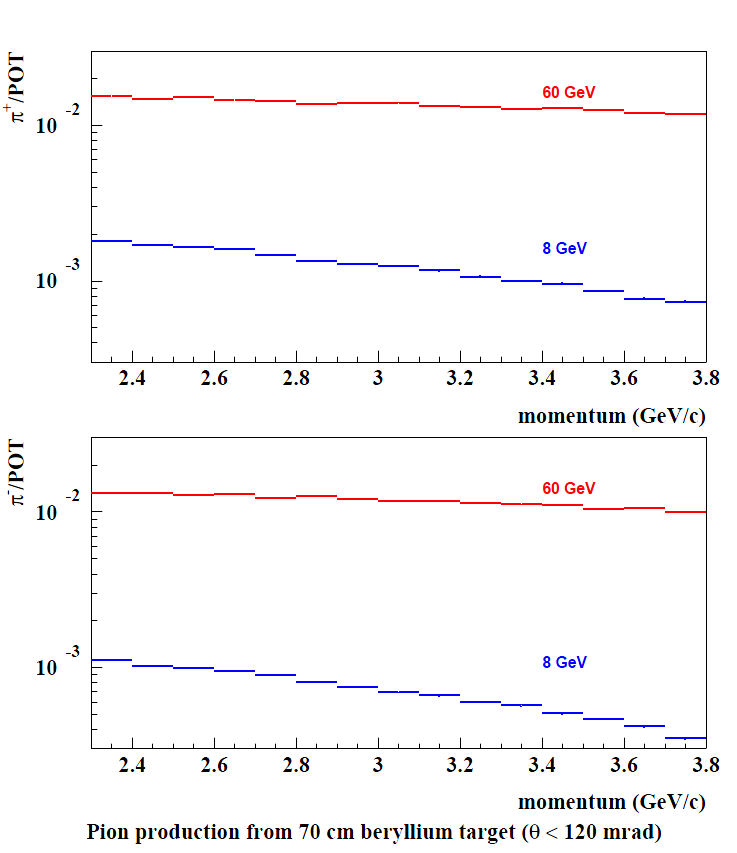 π⁺/POT
10⁻²
10⁻³
60 GeV
8 GeV
2.4 2.6 2.8 3 3.2 3.4 3.6 3.8
momentum (GeV/c)
π⁻/POT
10⁻²
10⁻³
60 GeV
8 GeV
2.4 2.6 2.8 3 3.2 3.4 3.6 3.8
momentum (GeV/c)
Pion production from 70 cm beryllium target (θ < 120 mrad)